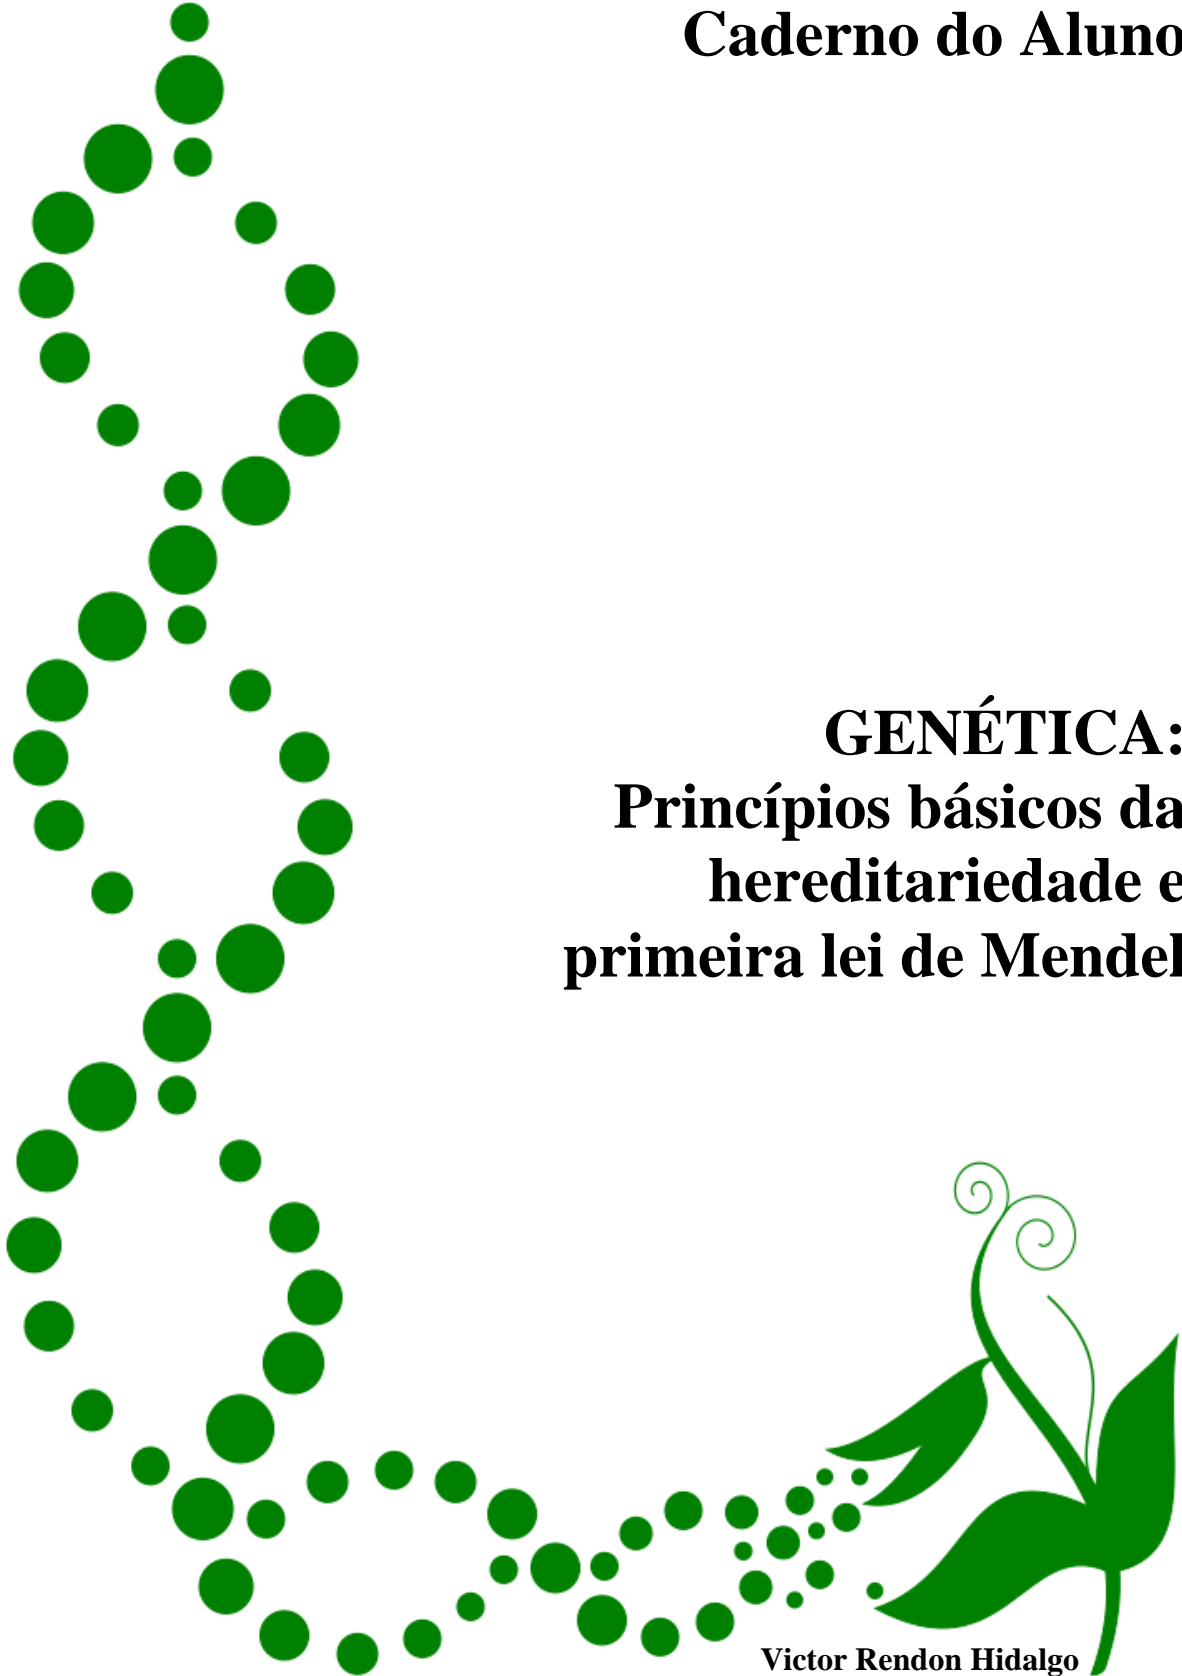 Caderno do Aluno
GENÉTICA:
Princípios básicos da
hereditariedade e
primeira lei de Mendel
Victor Rendon Hidalgo